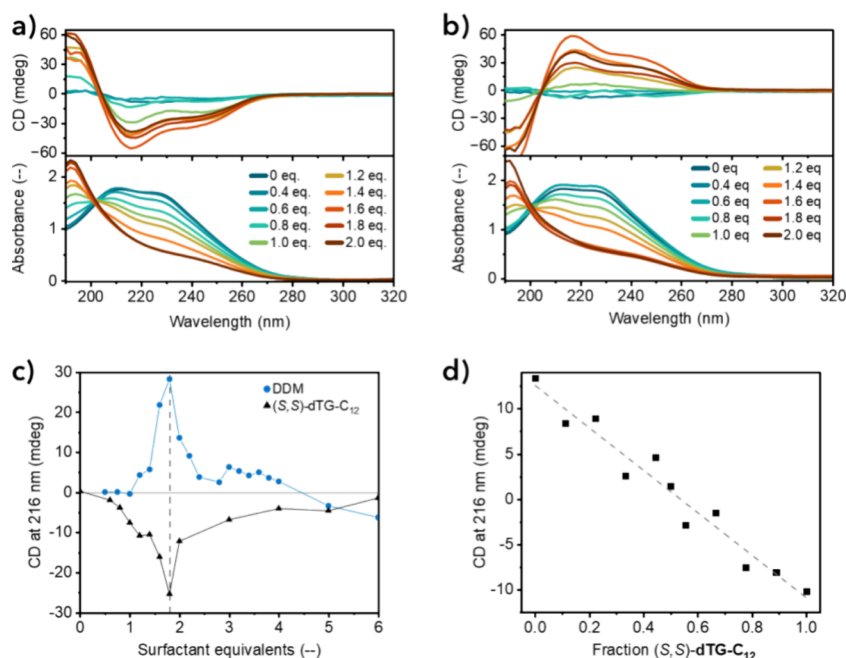 a)
60
30
0
-30
-60
CD (mdeg)
2
1
0
Absorbance (--)
0 eq.
0.4 eq.
0.6 eq.
0.8 eq.
1.0 eq.
1.2 eq.
1.4 eq.
1.6 eq.
1.8 eq.
2.0 eq.
200 220 240 260 280 300 320
Wavelength (nm)
b)
60
30
0
-30
-60
CD (mdeg)
2
1
0
Absorbance (--)
0 eq
0.4 eq
0.6 eq
0.8 eq
1.0 eq
1.2 eq
1.4 eq
1.6 eq
1.8 eq
2.0 eq
200 220 240 260 280 300 320
Wavelength (nm)
c)
30
20
10
0
-10
-20
-30
CD at 216 nm (mdeg)
DDM
(S,S)-dTG-C₁₂
0 1 2 3 4 5 6
Surfactant equivalents (--)
d)
10
5
0
-5
-10
CD at 216 nm (mdeg)
0.0 0.2 0.4 0.6 0.8 1.0
Fraction (S,S)-dTG-C₁₂